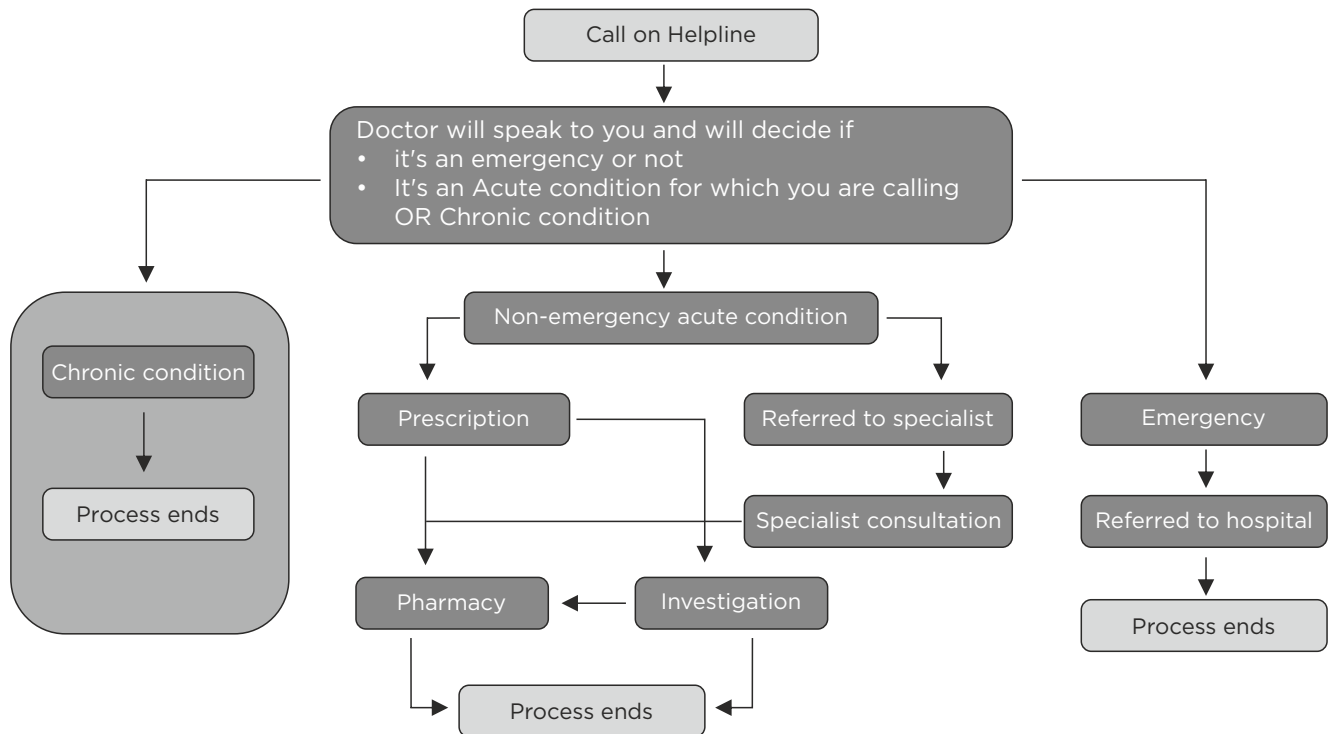 Call on Helpline
Doctor will speak to you and will decide if
• it's an emergency or not
• It's an Acute condition for which you are calling
OR Chronic condition
Non-emergency acute condition
Chronic condition
Process ends
Prescription
Referred to specialist
Specialist consultation
Pharmacy
Investigation
Process ends
Emergency
Referred to hospital
Process ends